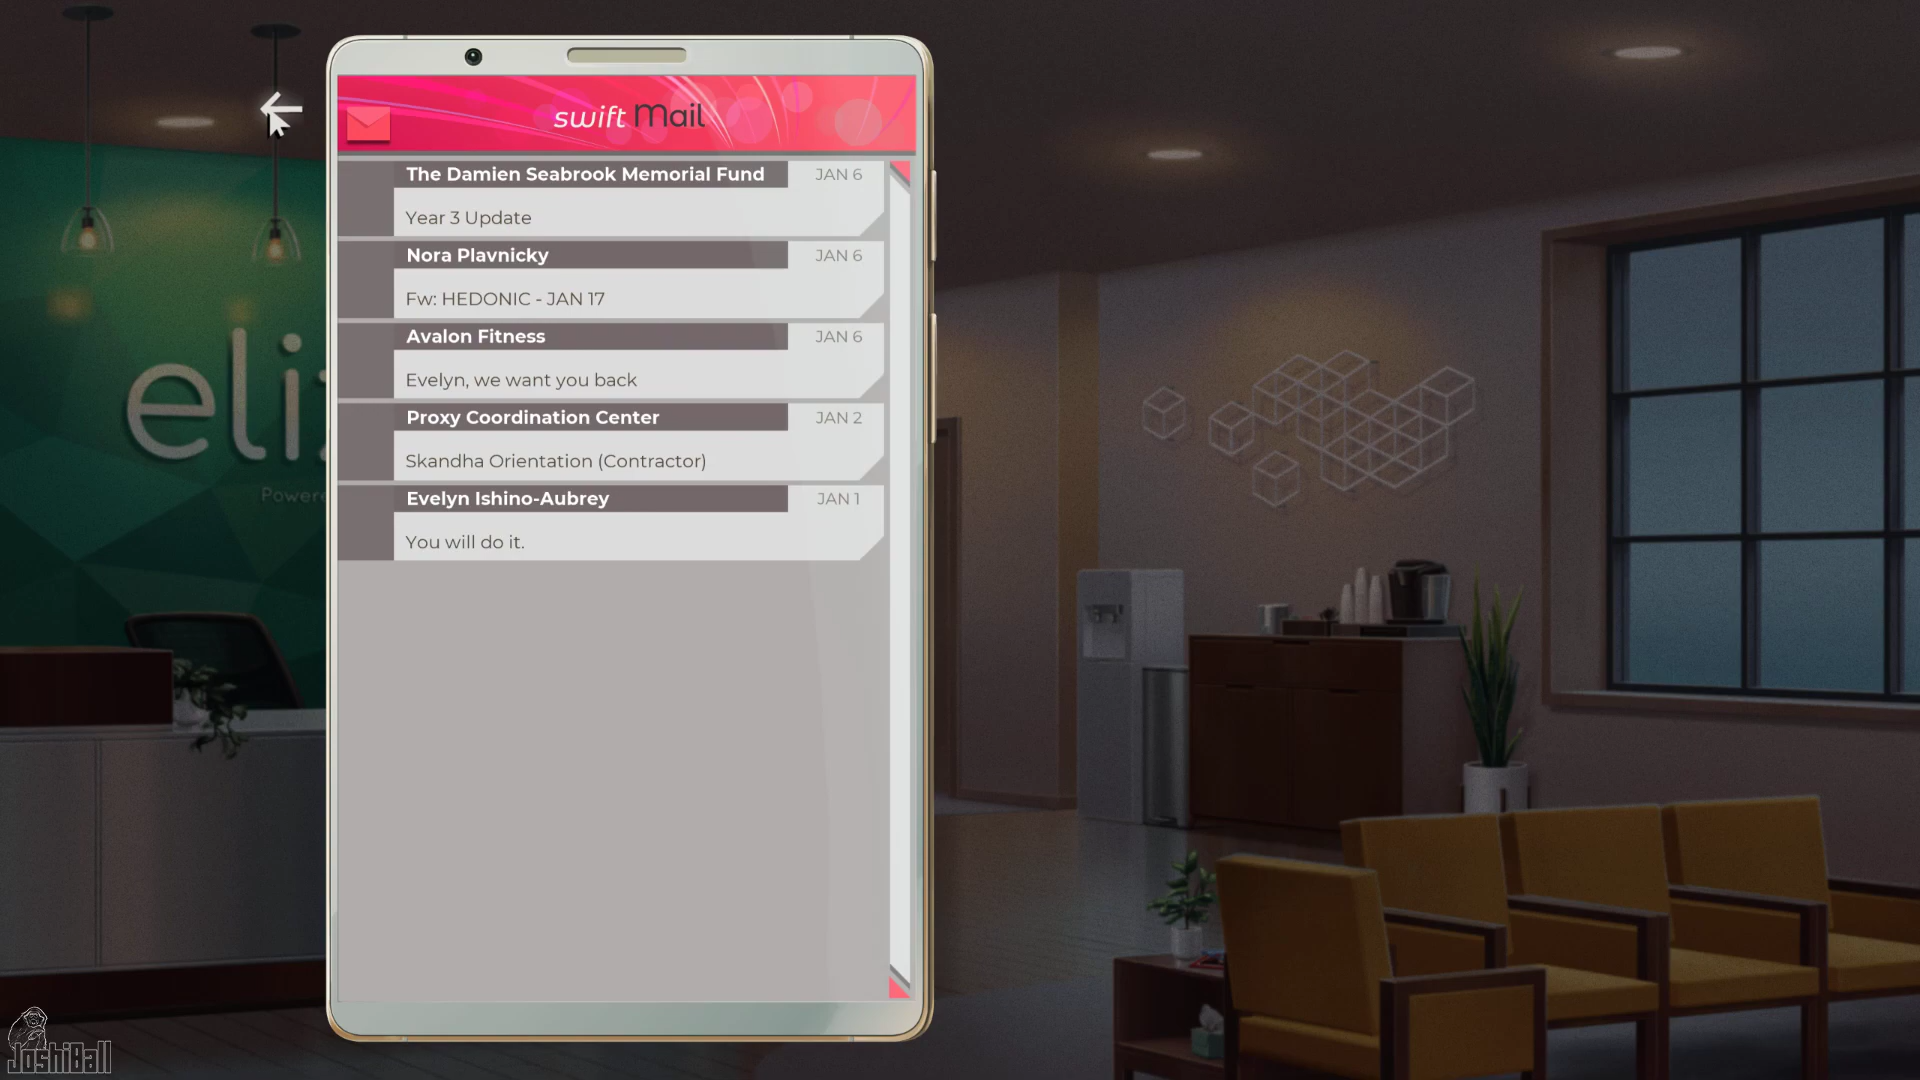 swift Mail
The Damien Seabrook Memorial Fund JAN 6
Year 3 Update
Nora Plavnicky JAN 6
Fw: HEDONIC - JAN 17
Avalon Fitness JAN 6
Evelyn, we want you back
Proxy Coordination Center JAN 2
Skandha Orientation (Contractor)
Evelyn Ishino-Aubrey JAN 1
You will do it.
JoshiBall